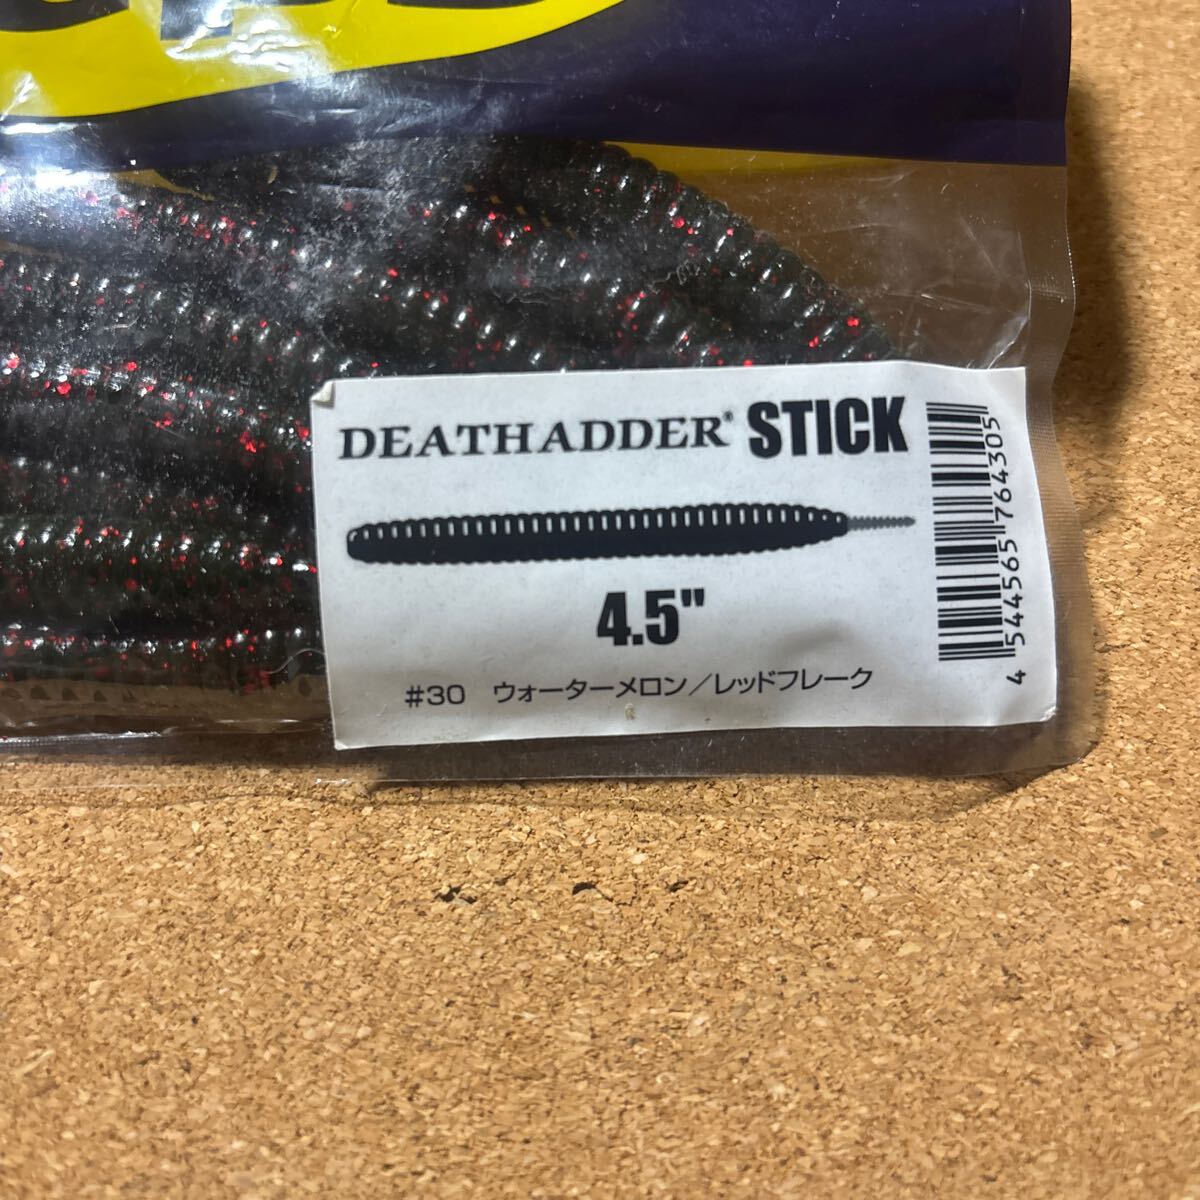 DEATHADDER® STICK
4.5"
#30 ウォーターメロン/レッドフレーク
4 544565 764305